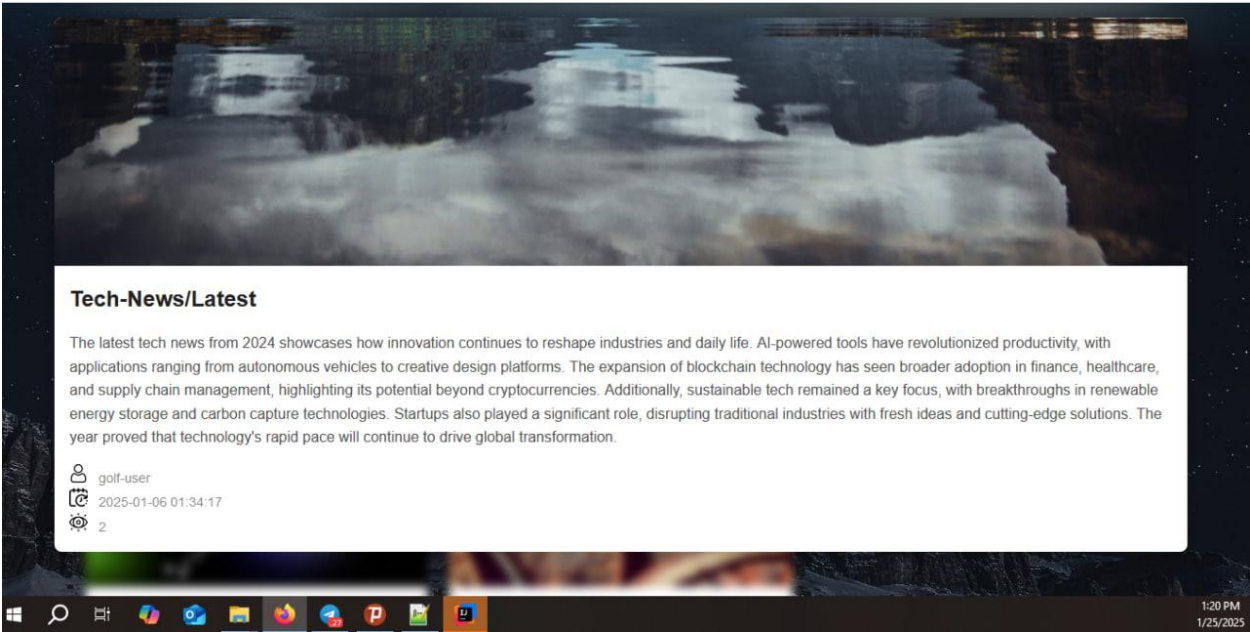 Tech-News/Latest
The latest tech news from 2024 showcases how innovation continues to reshape industries and daily life. AI-powered tools have revolutionized productivity, with
applications ranging from autonomous vehicles to creative design platforms. The expansion of blockchain technology has seen broader adoption in finance, healthcare,
and supply chain management, highlighting its potential beyond cryptocurrencies. Additionally, sustainable tech remained a key focus, with breakthroughs in renewable
energy storage and carbon capture technologies. Startups also played a significant role, disrupting traditional industries with fresh ideas and cutting-edge solutions. The
year proved that technology's rapid pace will continue to drive global transformation.
golf-user
2025-01-06 01:34:17
2
27
IJ
1:20 PM
1/25/2025